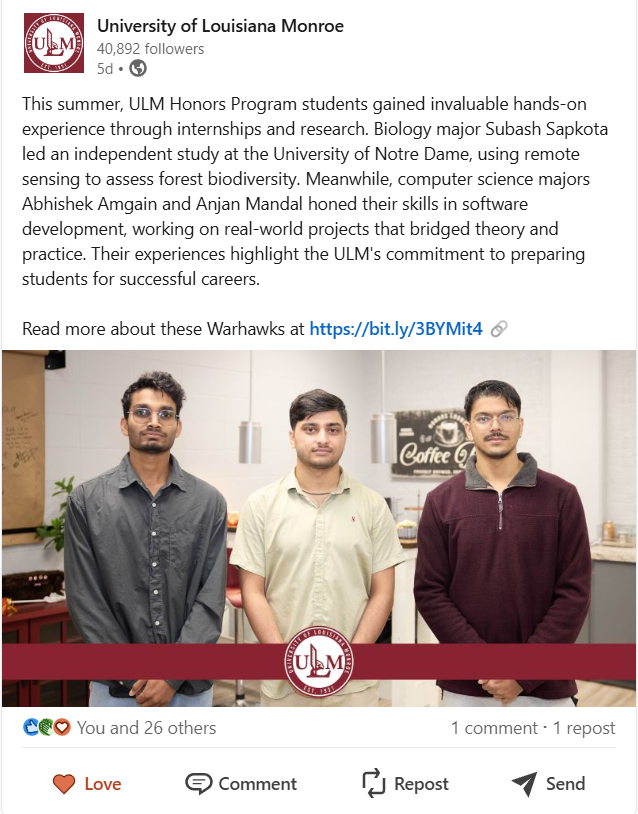 ULM
University of Louisiana Monroe
40,892 followers
5d •
This summer, ULM Honors Program students gained invaluable hands-on
experience through internships and research. Biology major Subash Sapkota
led an independent study at the University of Notre Dame, using remote
sensing to assess forest biodiversity. Meanwhile, computer science majors
Abhishek Amgain and Anjan Mandal honed their skills in software
development, working on real-world projects that bridged theory and
practice. Their experiences highlight the ULM's commitment to preparing
students for successful careers.
Read more about these Warhawks at https://bit.ly/3BYMit4
HONORS LOUNGE
Coffee
UNIVERSITY OF LOUISIANA MONROE
ULM
EST. 1931
You and 26 others
1 comment · 1 repost
Love
Comment
Repost
Send